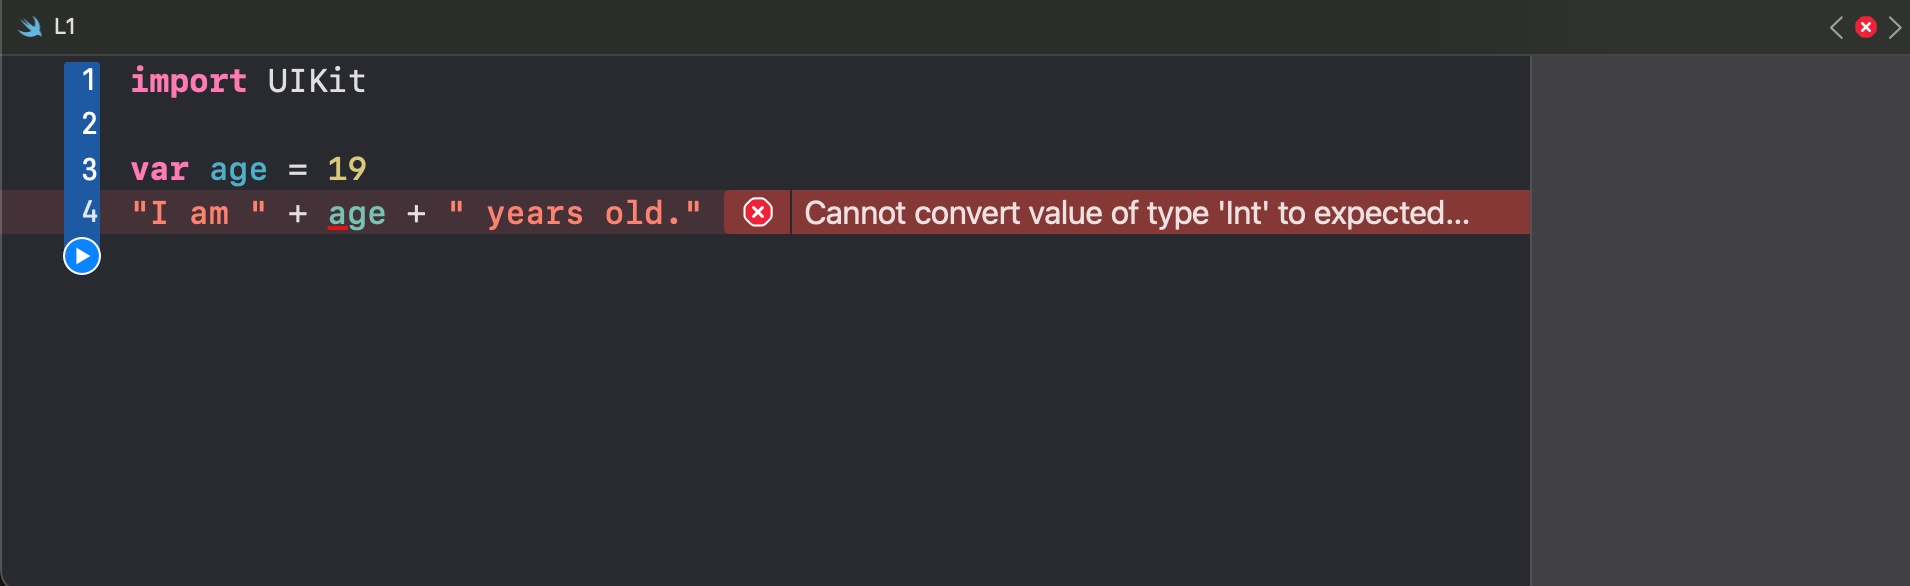 L1
1 import UIKit
2
3 var age = 19
4 "I am " + age + " years old." Cannot convert value of type 'Int' to expected...